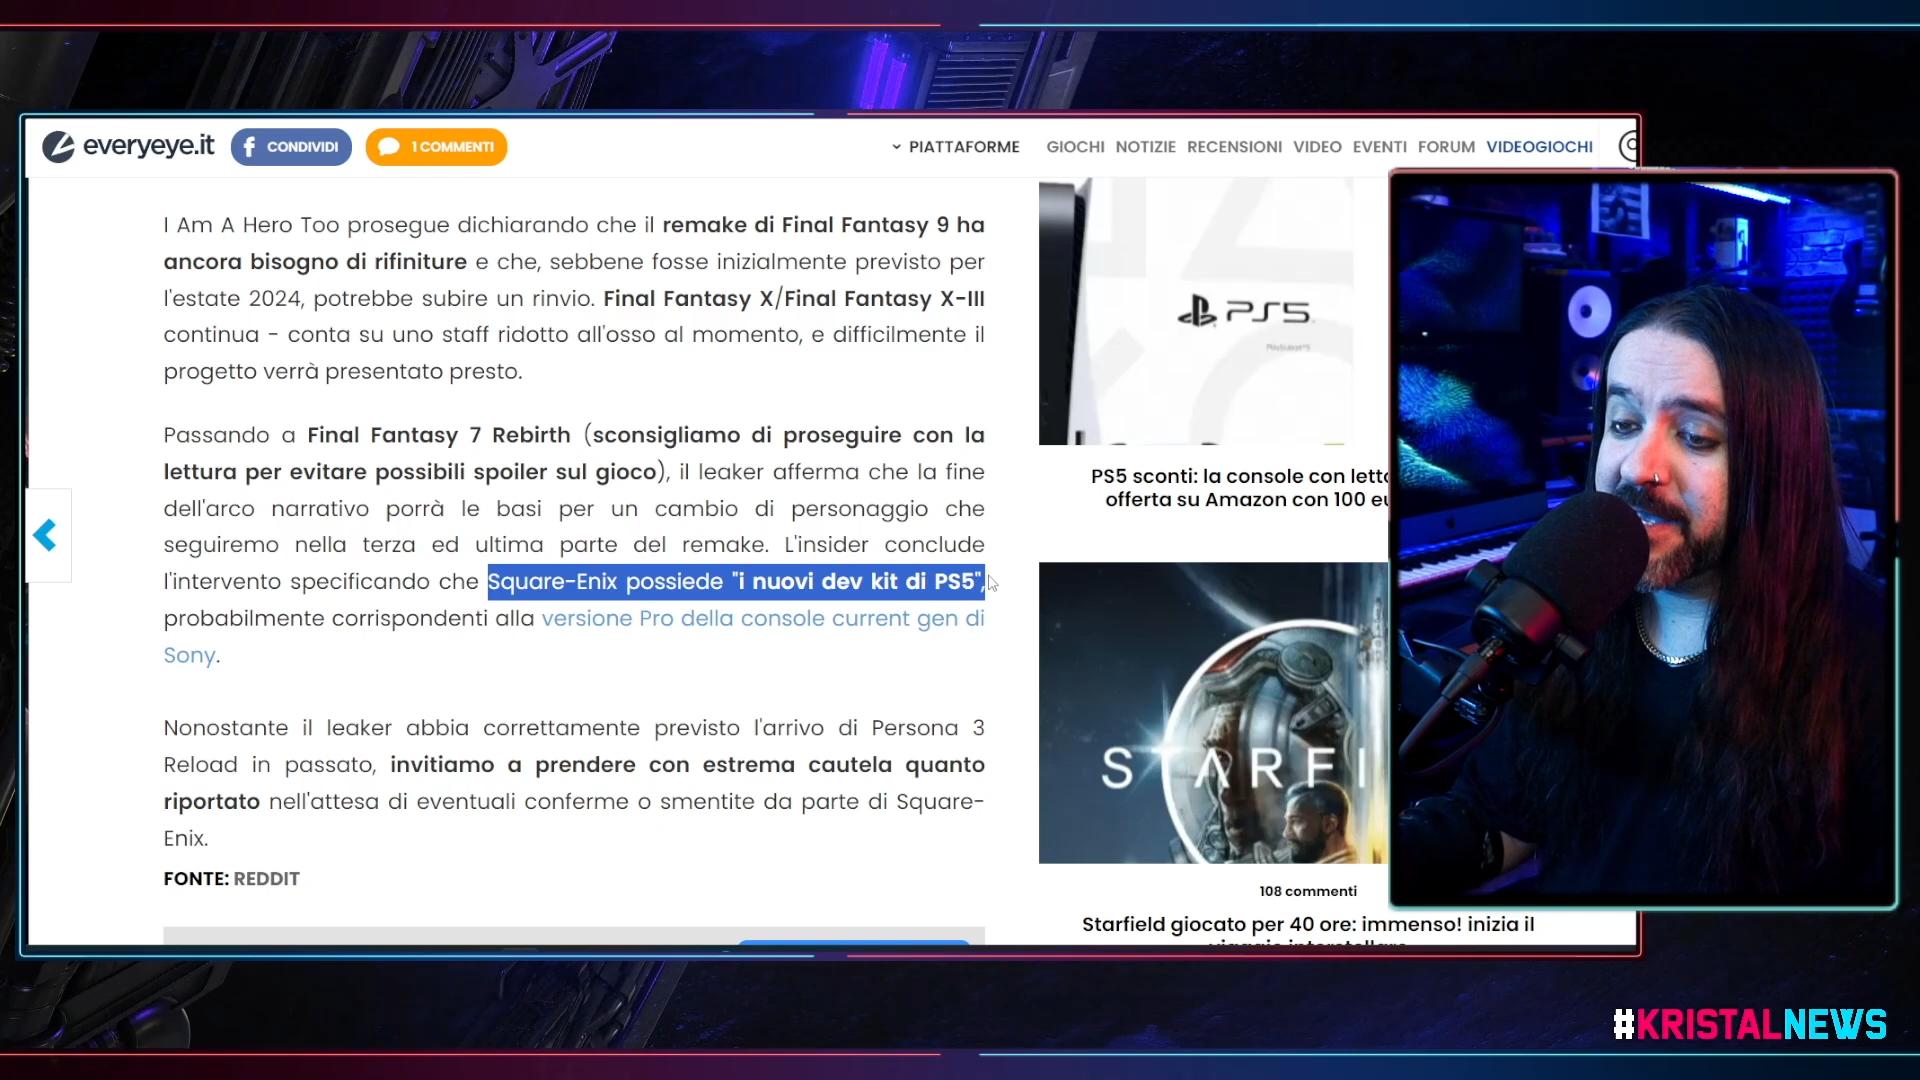 everyeye.it
CONDIVIDI
1 COMMENTI
PIATTAFORME
GIOCHI NOTIZIE RECENSIONI VIDEO EVENTI FORUM VIDEOGIOCHI
I Am A Hero Too prosegue dichiarando che il remake di Final Fantasy 9 ha
ancora bisogno di rifiniture e che, sebbene fosse inizialmente previsto per
l'estate 2024, potrebbe subire un rinvio. Final Fantasy X/Final Fantasy X-III
continua - conta su uno staff ridotto all'osso al momento, e difficilmente il
progetto verrà presentato presto.
Passando a Final Fantasy 7 Rebirth (sconsigliamo di proseguire con la
lettura per evitare possibili spoiler sul gioco), il leaker afferma che la fine
dell'arco narrativo porrà le basi per un cambio di personaggio che
seguiremo nella terza ed ultima parte del remake. L'insider conclude
l'intervento specificando che Square-Enix possiede "i nuovi dev kit di PS5",
probabilmente corrispondenti alla versione Pro della console current gen di
Sony.
Nonostante il leaker abbia correttamente previsto l'arrivo di Persona 3
Reload in passato, invitiamo a prendere con estrema cautela quanto
riportato nell'attesa di eventuali conferme o smentite da parte di Square-
Enix.
FONTE: REDDIT
PS5
PS5 sconti: la console con letto
offerta su Amazon con 100 eu
STARFI
108 commenti
Starfield giocato per 40 ore: immenso! inizia il
#KRISTALNEWS